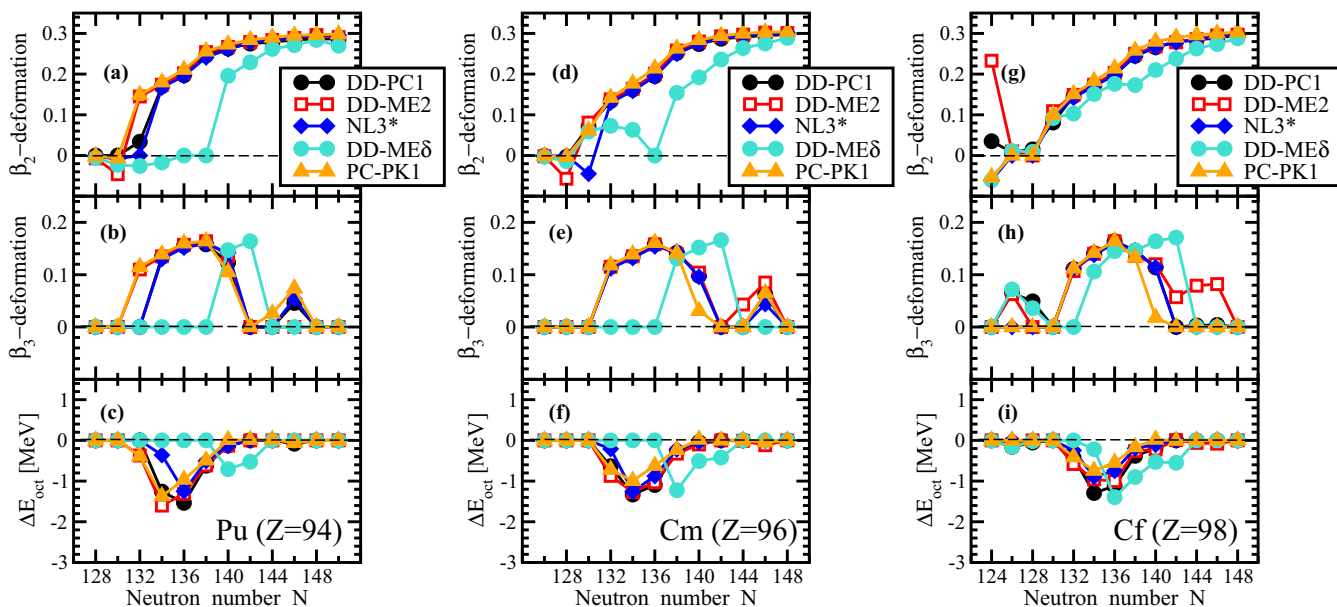 0.3
0.2
0.1
0
β₂−deformation
(a)
DD-PC1
DD-ME2
NL3*
DD-MEδ
PC-PK1
0.2
0.1
0
β₃−deformation
(b)
1
0
-1
-2
-3
ΔE_oct [MeV]
(c)
Pu (Z=94)
128 132 136 140 144 148
Neutron number N
0.3
0.2
0.1
0
β₂−deformation
(d)
DD-PC1
DD-ME2
NL3*
DD-MEδ
PC-PK1
0.2
0.1
0
β₃−deformation
(e)
1
0
-1
-2
-3
ΔE_oct [MeV]
(f)
Cm (Z=96)
128 132 136 140 144 148
Neutron number N
0.3
0.2
0.1
0
β₂−deformation
(g)
DD-PC1
DD-ME2
NL3*
DD-MEδ
PC-PK1
0.2
0.1
0
β₃−deformation
(h)
1
0
-1
-2
-3
ΔE_oct [MeV]
(i)
Cf (Z=98)
124 128 132 136 140 144 148
Neutron number N